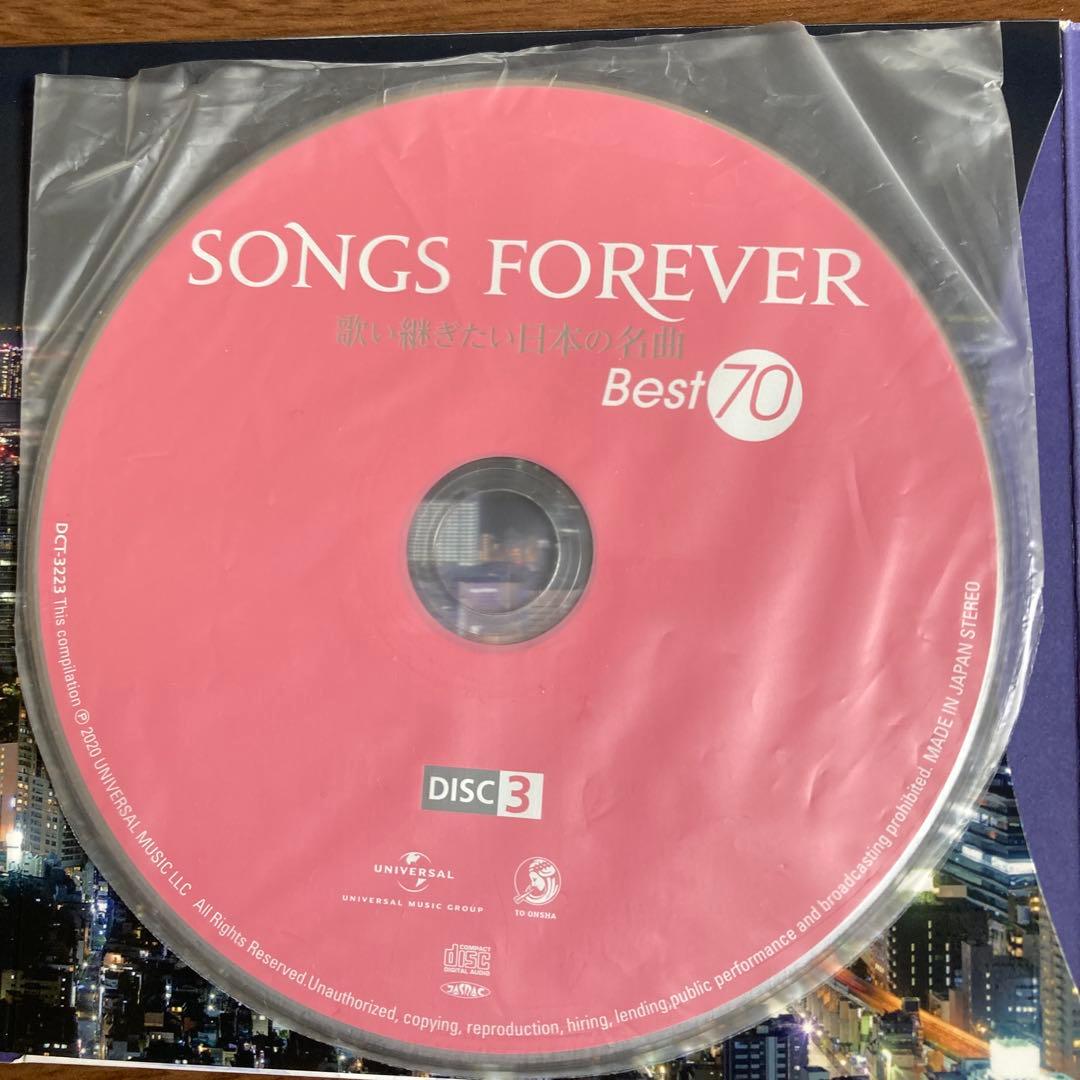 SONGS FOREVER
歌い継ぎたい日本の名曲
Best 70
DISC 3
UNIVERSAL
UNIVERSAL MUSIC GROUP
TO ONSHA
COMPACT
disc
DIGITAL AUDIO
JASRAC
DCT-3223 This compilation ℗ 2020 UNIVERSAL MUSIC LLC All Rights Reserved.Unauthorized, copying, reproduction, hiring, lending,public performance and broadcasting prohibited. MADE IN JAPAN STEREO